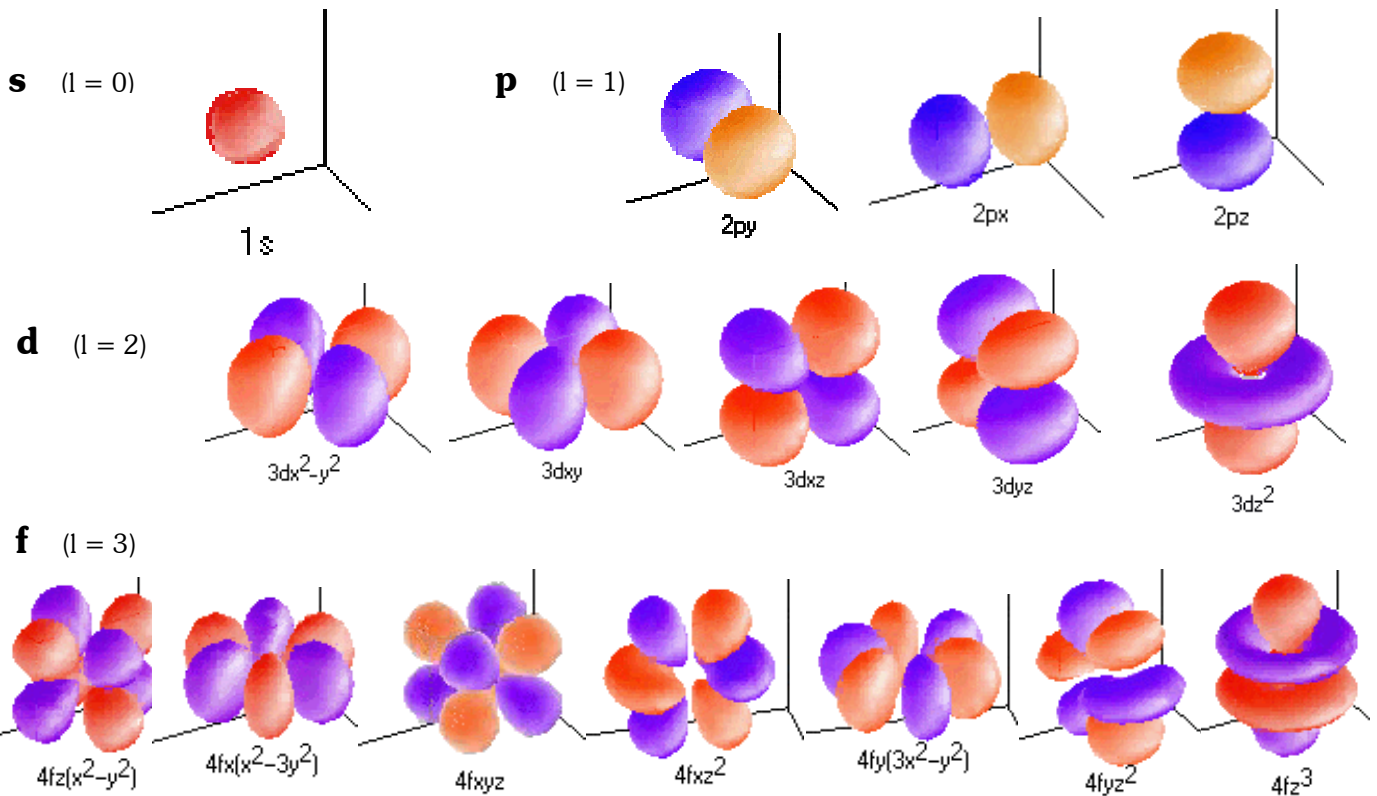 s (l = 0)
p (l = 1)
1s
2py
2px
2pz
d (l = 2)
3dx²-y²
3dxy
3dxz
3dyz
3dz²
f (l = 3)
4fz(x²-y²)
4fx(x²-3y²)
4fxyz
4fxz²
4fy(3x²-y²)
4fyz²
4fz³